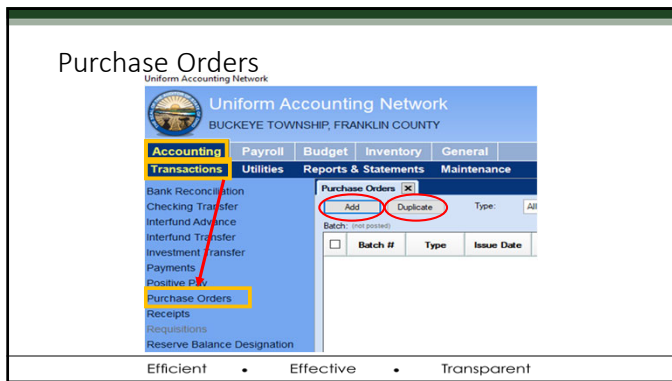 Purchase Orders
Uniform Accounting Network
Uniform Accounting Network
BUCKEYE TOWNSHIP, FRANKLIN COUNTY
Accounting Payroll Budget Inventory General
Transactions Utilities Reports & Statements Maintenance
Bank Reconciliation
Checking Transfer
Interfund Advance
Interfund Transfer
Investment Transfer
Payments
Positive Pay
Purchase Orders
Receipts
Requisitions
Reserve Balance Designation
Purchase Orders X
Add Duplicate Type: All
Batch: (not posted)
Batch # Type Issue Date
Efficient • Effective • Transparent